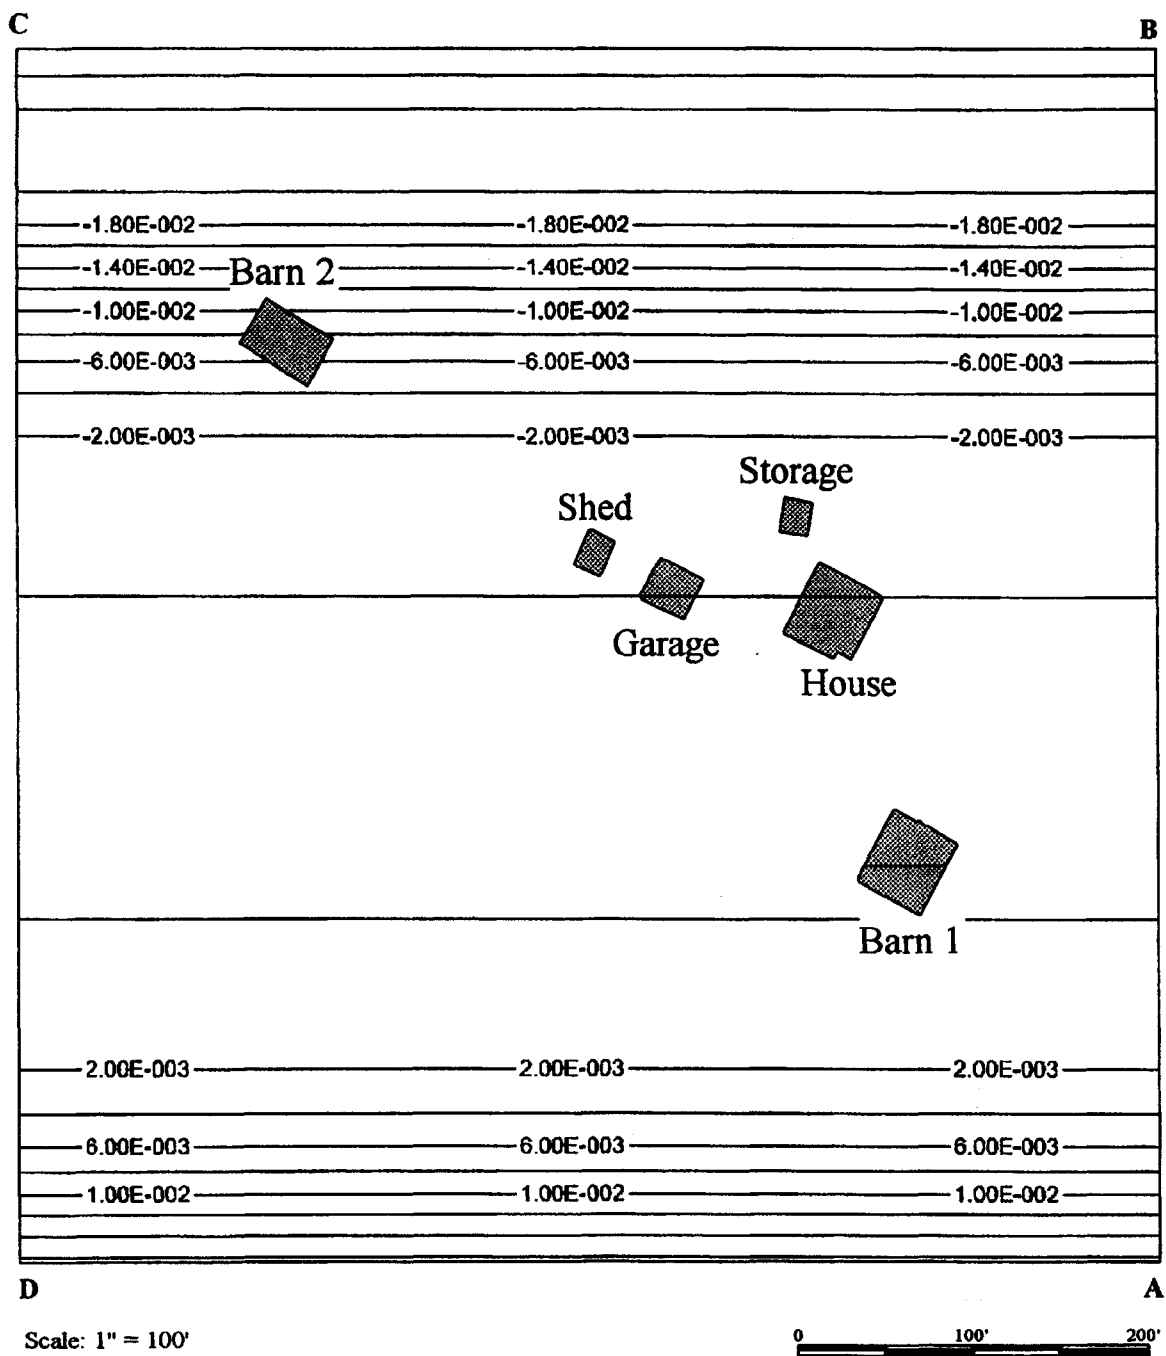 C B
-1.80E-002 -1.80E-002 -1.80E-002
-1.40E-002 Barn 2 -1.40E-002 -1.40E-002
-1.00E-002 -1.00E-002 -1.00E-002
-6.00E-003 -6.00E-003 -6.00E-003
-2.00E-003 -2.00E-003 -2.00E-003
Storage
Shed
Garage
House
Barn 1
2.00E-003 2.00E-003 2.00E-003
6.00E-003 6.00E-003 6.00E-003
1.00E-002 1.00E-002 1.00E-002
D A
Scale: 1" = 100' 0 100' 200'